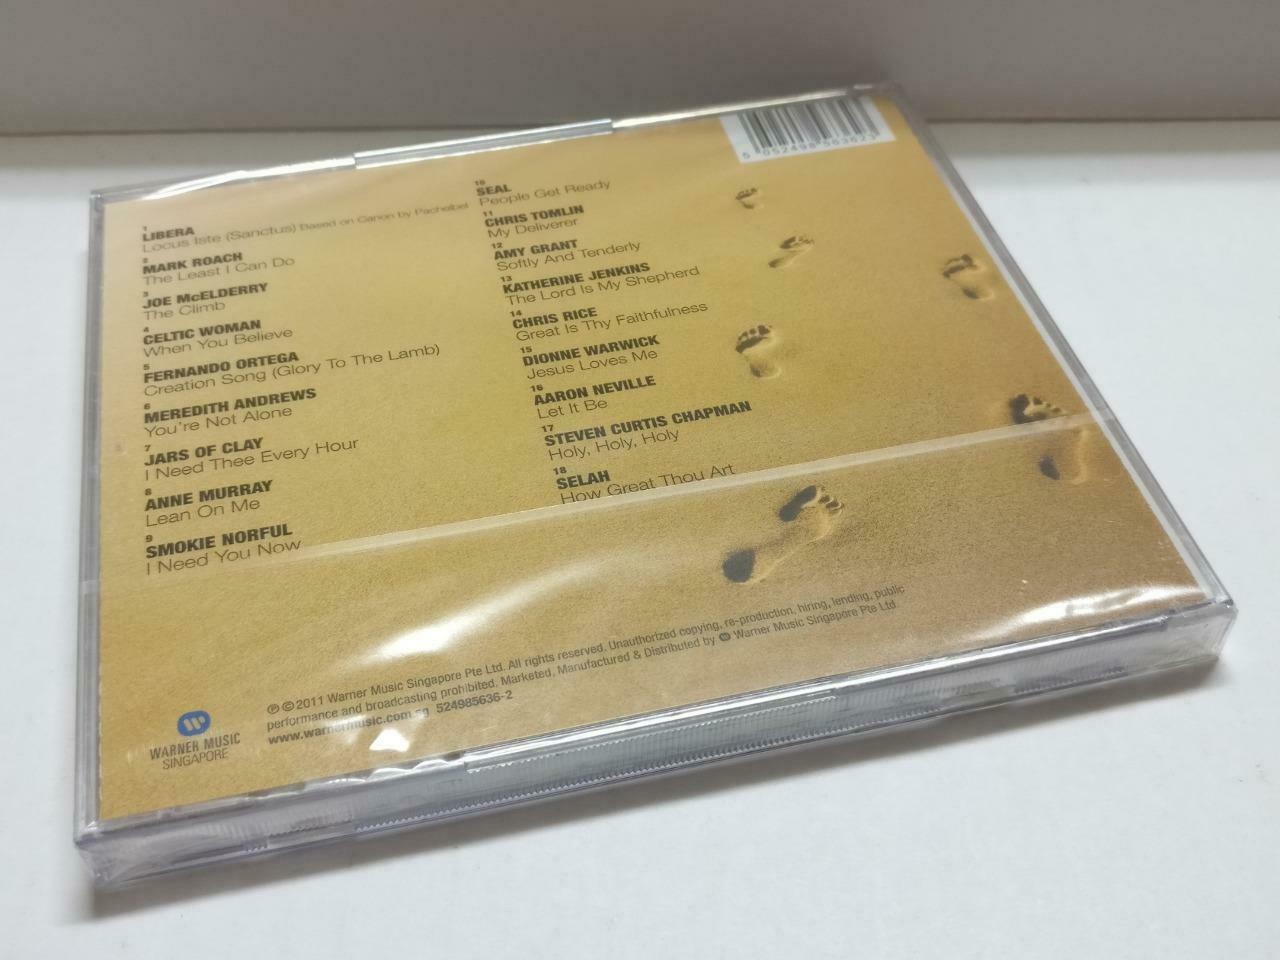 1
LIBERA
Locus Iste (Sanctus) Based on Canon by Pachelbel
2
MARK ROACH
The Least I Can Do
3
JOE McELDERRY
The Climb
4
CELTIC WOMAN
When You Believe
5
FERNANDO ORTEGA
Creation Song (Glory To The Lamb)
6
MEREDITH ANDREWS
You're Not Alone
7
JARS OF CLAY
I Need Thee Every Hour
8
ANNE MURRAY
Lean On Me
9
SMOKIE NORFUL
I Need You Now
10
SEAL
People Get Ready
11
CHRIS TOMLIN
My Deliverer
12
AMY GRANT
Softly And Tenderly
13
KATHERINE JENKINS
The Lord Is My Shepherd
14
CHRIS RICE
Great Is Thy Faithfulness
15
DIONNE WARWICK
Jesus Loves Me
16
AARON NEVILLE
Let It Be
17
STEVEN CURTIS CHAPMAN
Holy, Holy, Holy
18
SELAH
How Great Thou Art
5 052498 563623
℗ © 2011 Warner Music Singapore Pte Ltd. All rights reserved. Unauthorized copying, re-production, hiring, lending, public
performance and broadcasting prohibited. Marketed, Manufactured & Distributed by Warner Music Singapore Pte Ltd.
www.warnermusic.com.sg 524985636-2
WARNER MUSIC
SINGAPORE